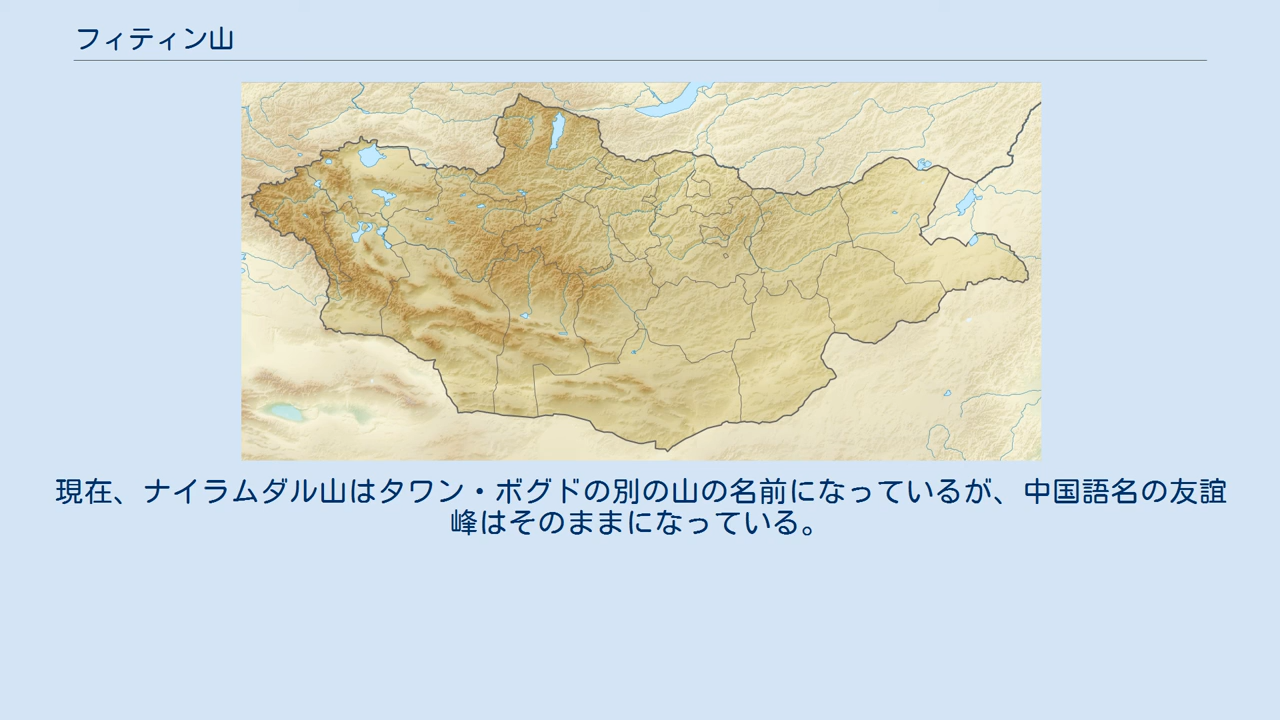 フィティン山
現在、ナイラムダル山はタワン・ボグドの別の山の名前になっているが、中国語名の友誼
峰はそのままになっている。